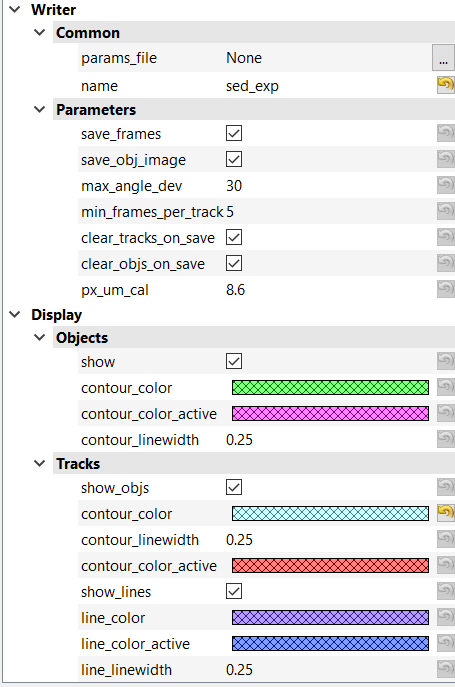 Writer
Common
params_file None ...
name sed_exp
Parameters
save_frames
save_obj_image
max_angle_dev 30
min_frames_per_track 5
clear_tracks_on_save
clear_objs_on_save
px_um_cal 8.6
Display
Objects
show
contour_color
contour_color_active
contour_linewidth 0.25
Tracks
show_objs
contour_color
contour_linewidth 0.25
contour_color_active
show_lines
line_color
line_color_active
line_linewidth 0.25